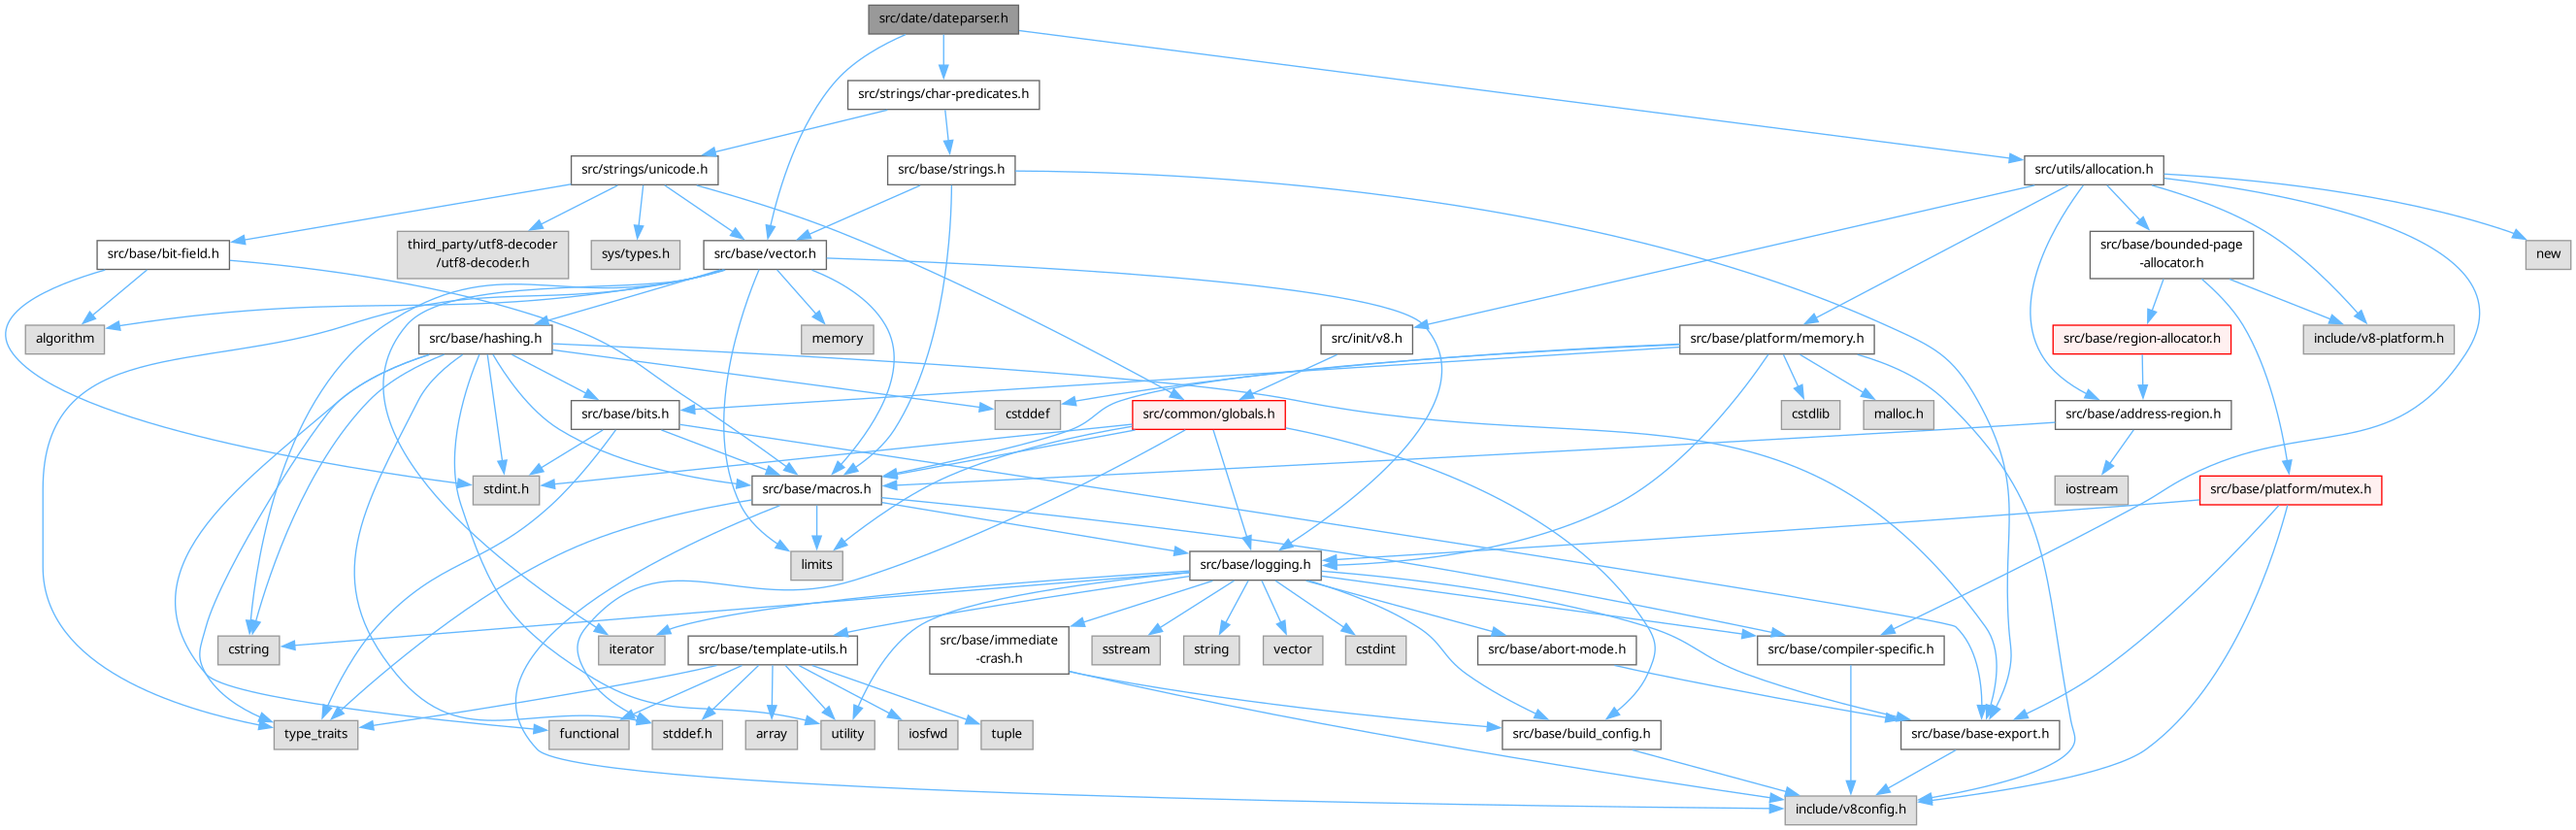 src/date/dateparser.h
src/strings/char-predicates.h
src/strings/unicode.h
src/base/strings.h
src/utils/allocation.h
src/base/bit-field.h
third_party/utf8-decoder
/utf8-decoder.h
sys/types.h
src/base/vector.h
src/base/bounded-page
-allocator.h
new
algorithm
src/base/hashing.h
memory
src/init/v8.h
src/base/platform/memory.h
src/base/region-allocator.h
include/v8-platform.h
src/base/bits.h
cstddef
src/common/globals.h
cstdlib
malloc.h
src/base/address-region.h
stdint.h
src/base/macros.h
iostream
src/base/platform/mutex.h
limits
src/base/logging.h
cstring
iterator
src/base/template-utils.h
src/base/immediate
-crash.h
sstream
string
vector
cstdint
src/base/abort-mode.h
src/base/compiler-specific.h
type_traits
functional
stddef.h
array
utility
iosfwd
tuple
src/base/build_config.h
src/base/base-export.h
include/v8config.h